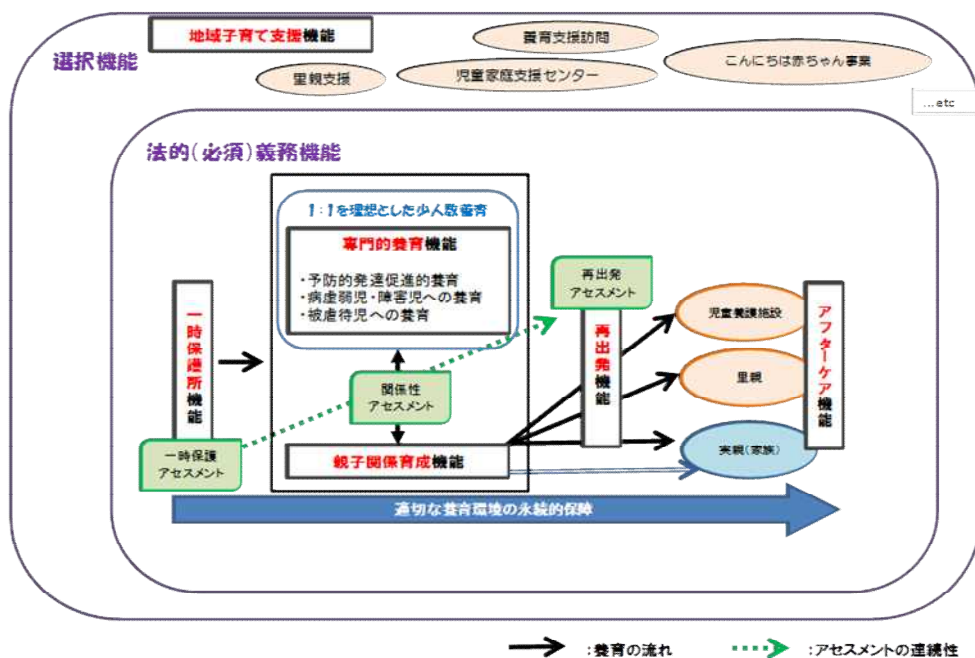 地域子育て支援機能
選択機能
養育支援訪問
里親支援
児童家庭支援センター
こんにちは赤ちゃん事業
…etc
法的(必須)義務機能
1:1を理想とした少人数養育
専門的養育機能
・予防的発達促進的養育
・病虚弱児・障害児への養育
・被虐待児への養育
再出発
アセスメント
一時保護所機能
関係性
アセスメント
再出発機能
児童養護施設
里親
実親(家族)
アフターケア機能
一時保護
アセスメント
親子関係育成機能
適切な養育環境の永続的保障
:養育の流れ
:アセスメントの連続性